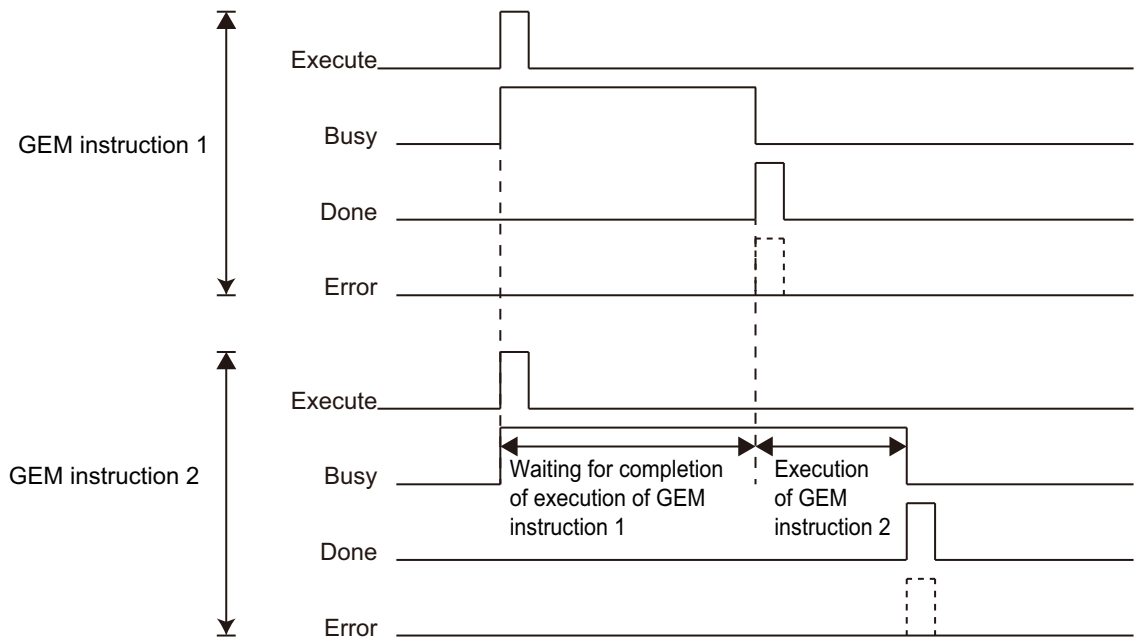 Execute
Busy
GEM instruction 1
Done
Error
Execute
GEM instruction 2
Busy
Waiting for completion
of execution of GEM
instruction 1
Execution
of GEM
instruction 2
Done
Error